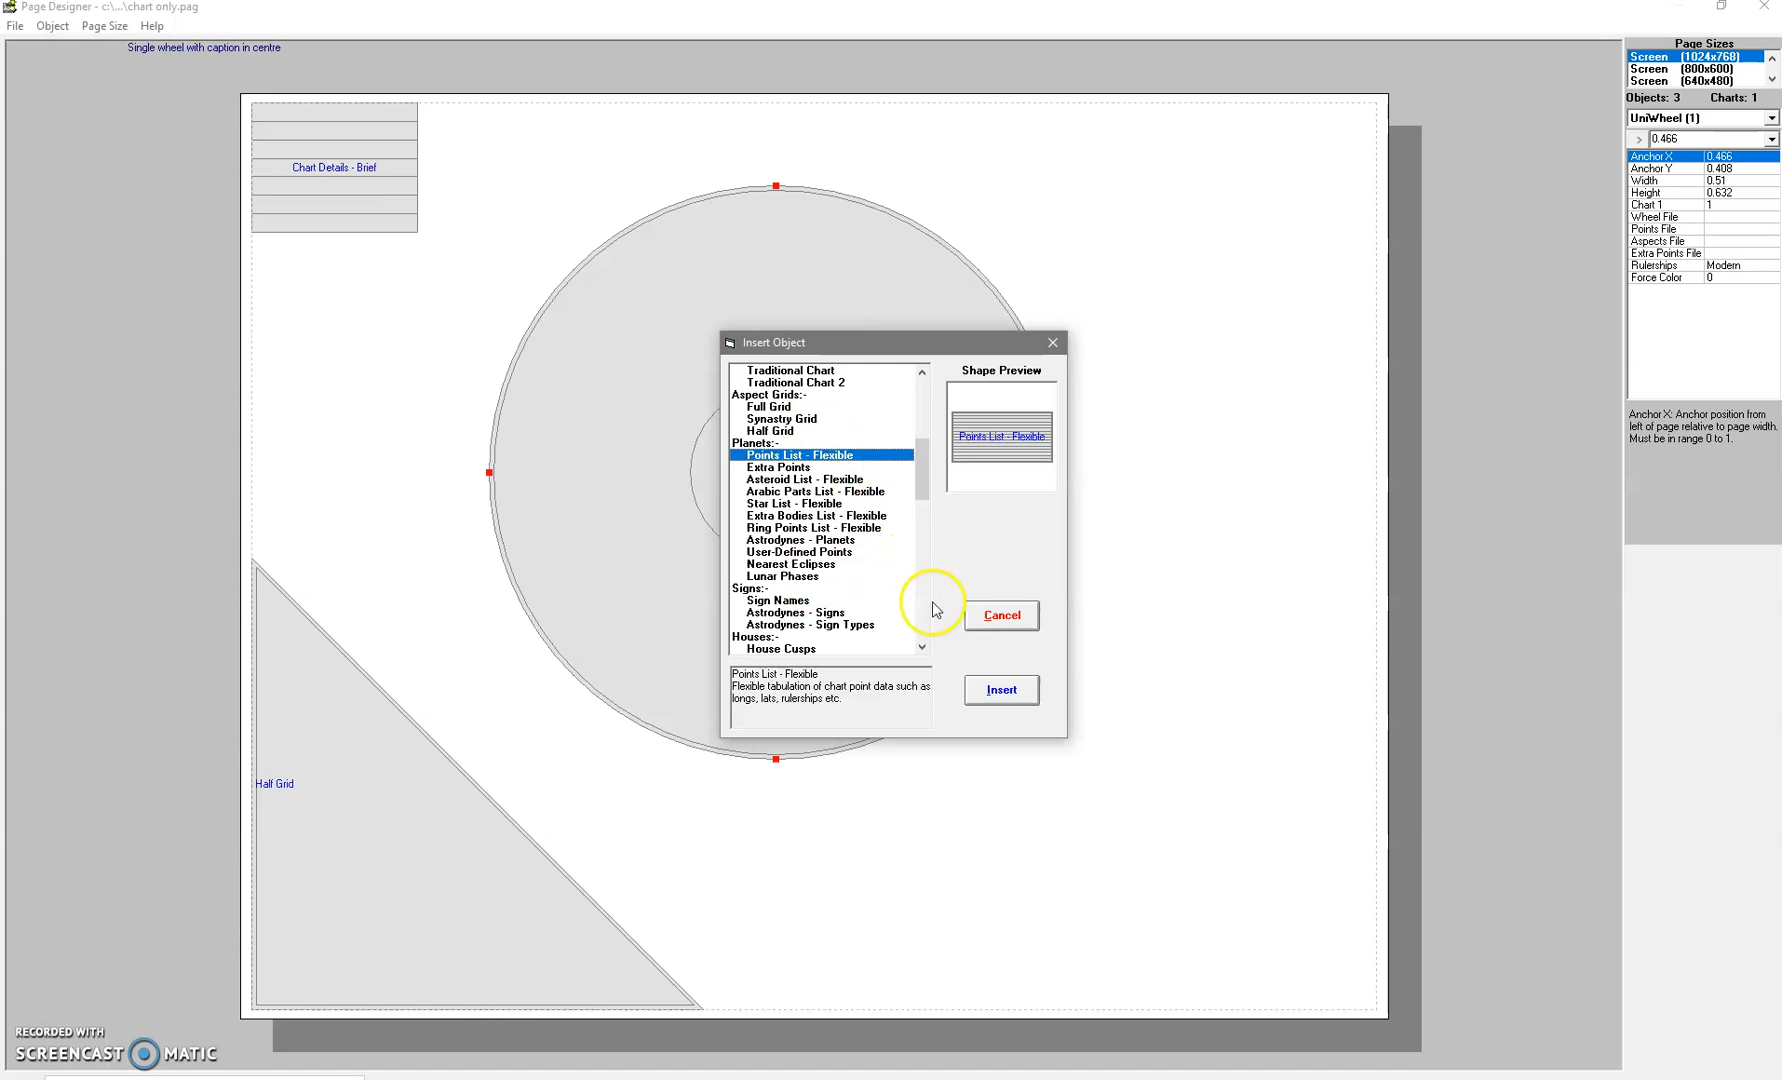 Page Designer - c:\...\chart only.pag
File Object Page Size Help
Single wheel with caption in centre
Chart Details - Brief
Half Grid
Insert Object
Traditional Chart
Traditional Chart 2
Aspect Grids:-
Full Grid
Synastry Grid
Half Grid
Planets:-
Points List - Flexible
Extra Points
Asteroid List - Flexible
Arabic Parts List - Flexible
Star List - Flexible
Extra Bodies List - Flexible
Ring Points List - Flexible
Astrodynes - Planets
User-Defined Points
Nearest Eclipses
Lunar Phases
Signs:-
Sign Names
Astrodynes - Signs
Astrodynes - Sign Types
Houses:-
House Cusps
Points List - Flexible
Flexible tabulation of chart point data such as
longs, lats, rulerships etc.
Shape Preview
Points List - Flexible
Cancel
Insert
Page Sizes
Screen (1024x768)
Screen (800x600)
Screen (640x480)
Objects: 3 Charts: 1
UniWheel (1)
0.466
Anchor X 0.466
Anchor Y 0.408
Width 0.51
Height 0.632
Chart 1 1
Wheel File
Points File
Aspects File
Extra Points File
Rulerships Modern
Force Color 0
Anchor X: Anchor position from
left of page relative to page width.
Must be in range 0 to 1.
RECORDED WITH
SCREENCAST MATIC